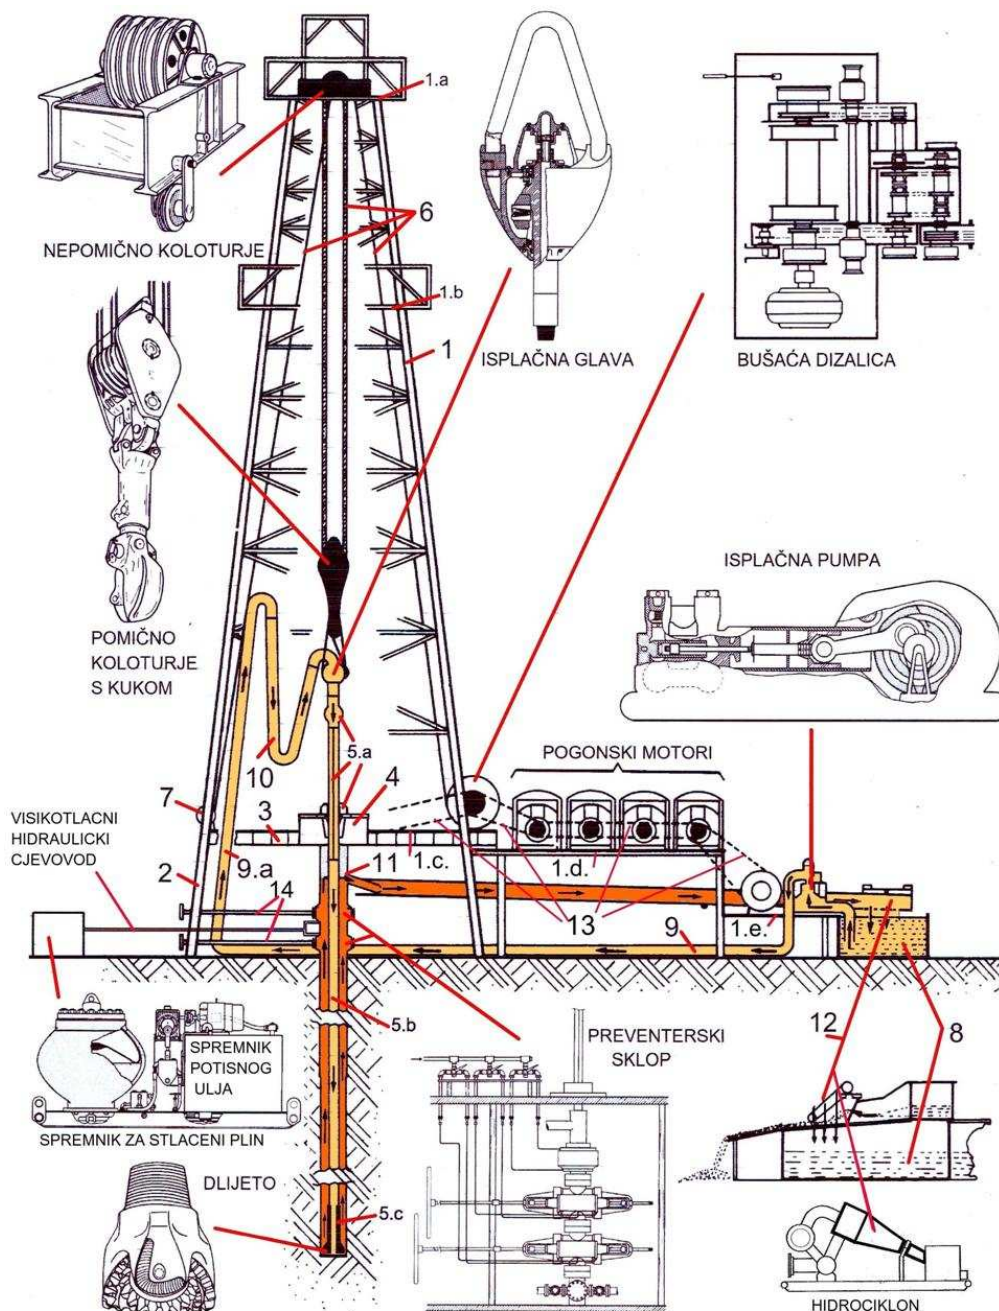 1.a
6
NEPOMIČNO KOLOTURJE
1.b
1
ISPLAČNA GLAVA
BUŠAĆA DIZALICA
ISPLAČNA PUMPA
POMIČNO
KOLOTURJE
S KUKOM
10
5.a
4
POGONSKI MOTORI
7
3
VISIKOTLACNI
HIDRAULICKI
CJEVOVOD
2
9.a
11
1.c.
1.d.
14
13
9
1.e.
5.b
12
8
PREVENTERSKI
SKLOP
SPREMNIK
POTISNOG
ULJA
SPREMNIK ZA STLACENI PLIN
DLIJETO
5.c
HIDROCIKLON